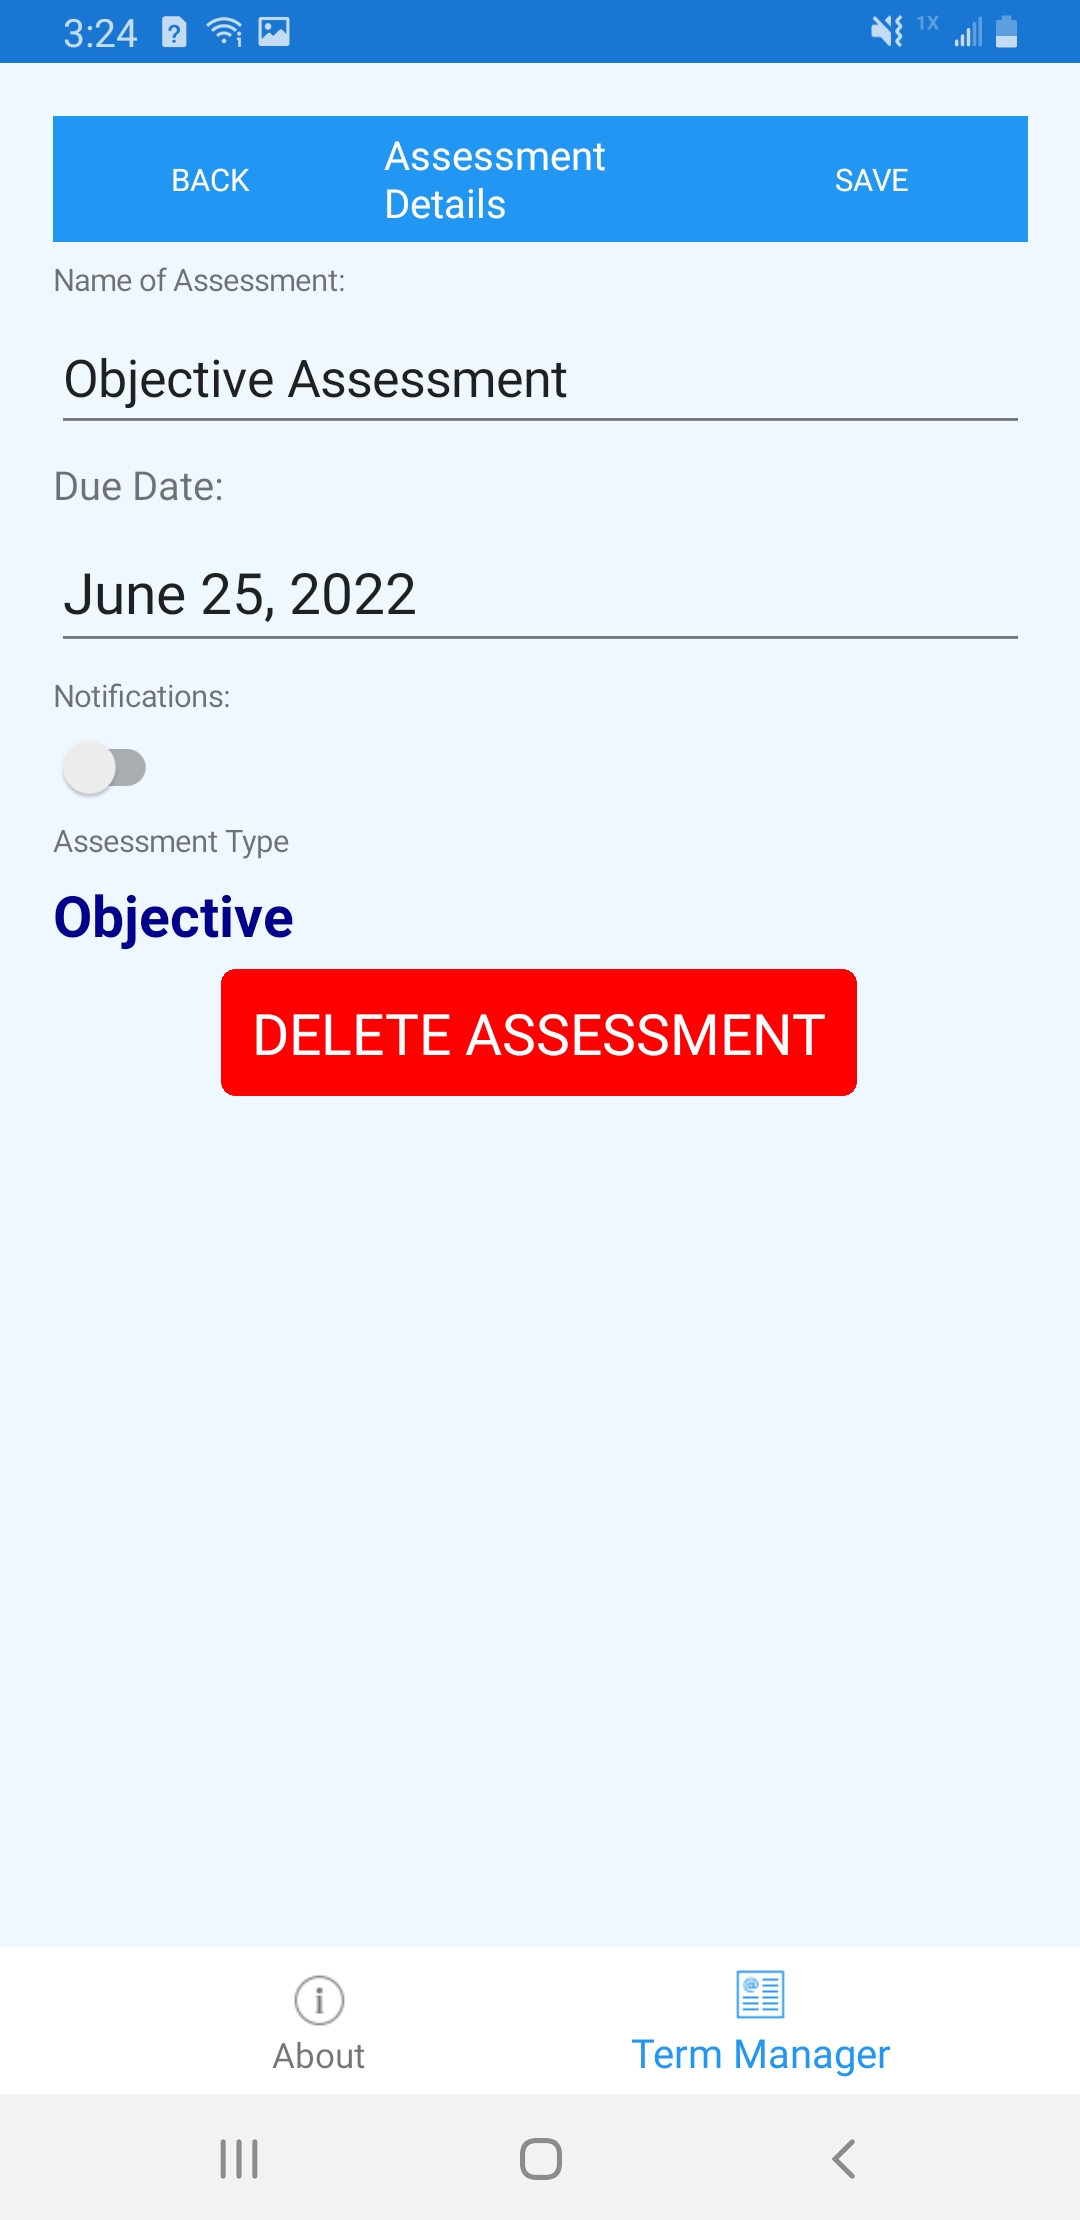 3:24
1X
BACK
Assessment
Details
SAVE
Name of Assessment:
Objective Assessment
Due Date:
June 25, 2022
Notifications:
Assessment Type
Objective
DELETE ASSESSMENT
About
Term Manager